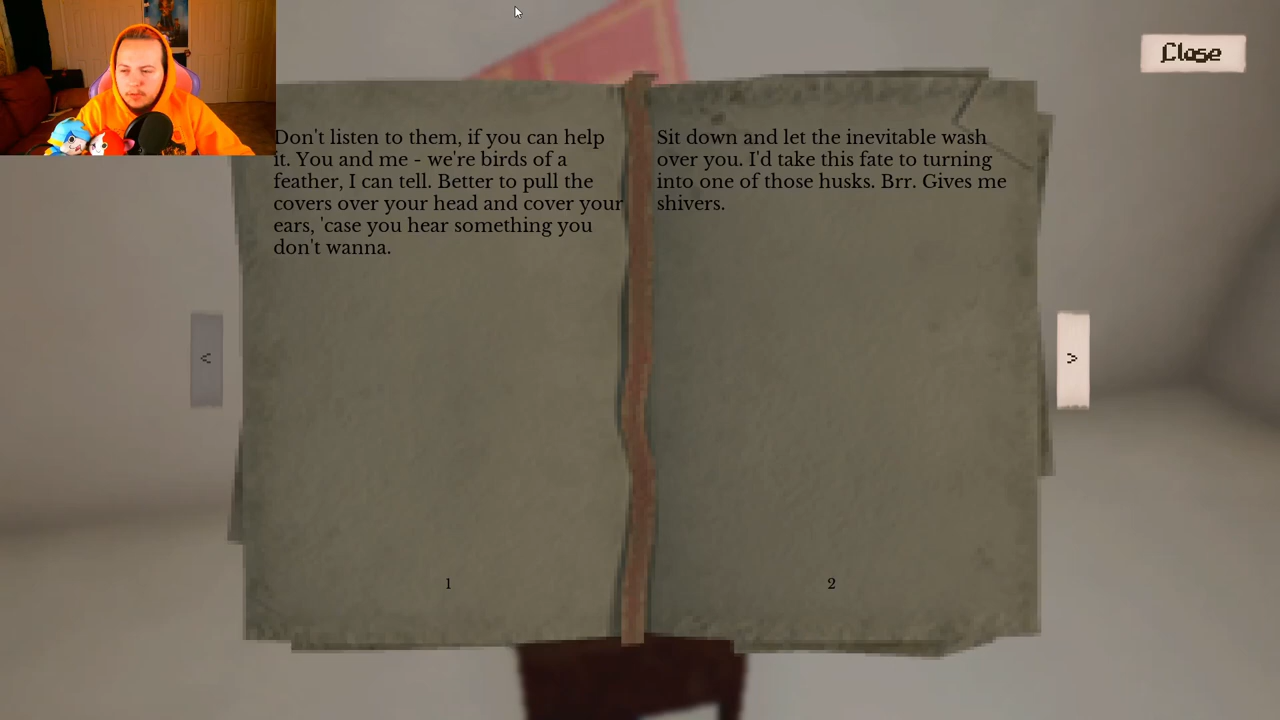 Close
Don't listen to them, if you can help
it. You and me - we're birds of a
feather, I can tell. Better to pull the
covers over your head and cover your
ears, 'case you hear something you
don't wanna.
Sit down and let the inevitable wash
over you. I'd take this fate to turning
into one of those husks. Brr. Gives me
shivers.
<
>
1
2